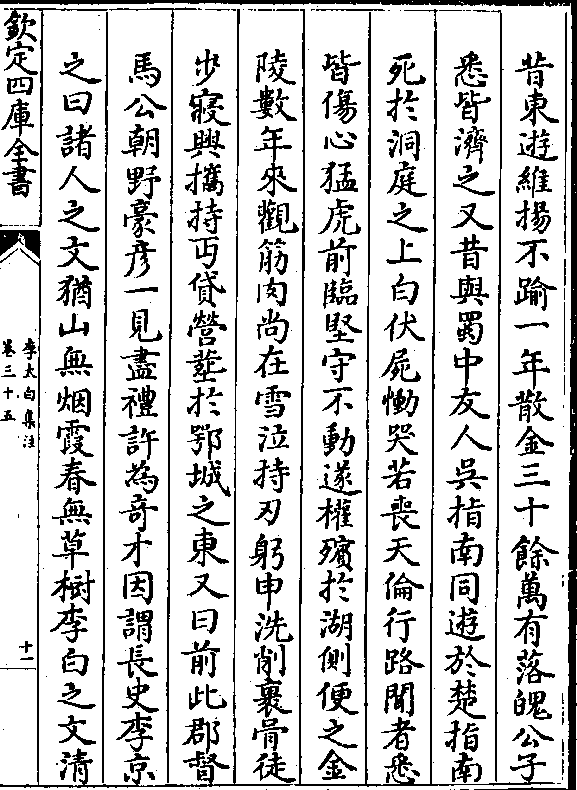 昔東遊維揚不踰一年散金三十餘萬有落魄公子
悉皆濟之又昔與蜀中友人吳指南同遊於楚指南
死於洞庭之上白伏屍慟哭若喪天倫行路聞者悉
皆傷心猛虎前臨堅守不動遂權殯於湖側便之金
陵數年來觀筋肉尚在雪泣持刃躬申洗削裹骨徒
步寢興攜持丐貸營塟於鄂城之東又曰前此郡督
馬公朝野豪彥一見盡禮許為奇才因謂長史李京
之曰諸人之文猶山無烟霞春無草樹李白之文清
欽定四庫全書
李太白集注
卷三十五
十一